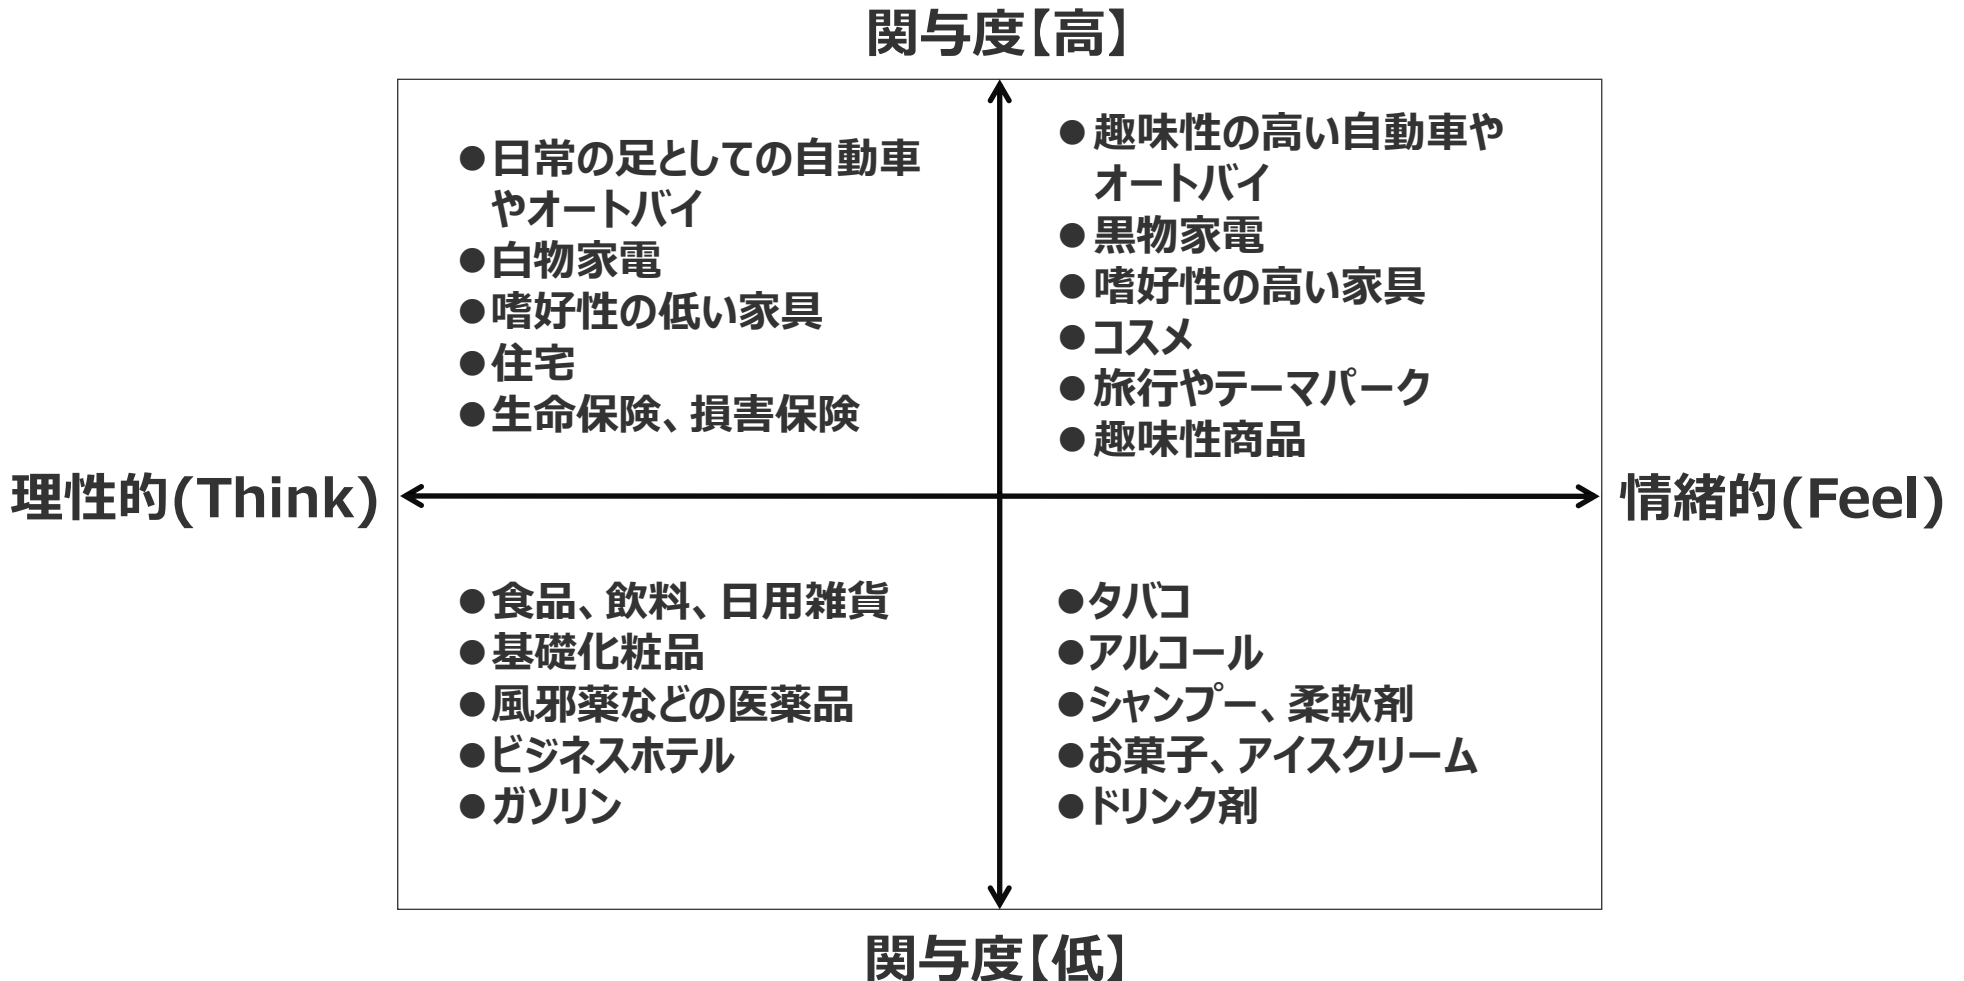 関与度【高】
●日常の足としての自動車
やオートバイ
●白物家電
●嗜好性の低い家具
●住宅
●生命保険、損害保険
●趣味性の高い自動車や
オートバイ
●黒物家電
●嗜好性の高い家具
●コスメ
●旅行やテーマパーク
●趣味性商品
理性的(Think)
情緒的(Feel)
●食品、飲料、日用雑貨
●基礎化粧品
●風邪薬などの医薬品
●ビジネスホテル
●ガソリン
●タバコ
●アルコール
●シャンプー、柔軟剤
●お菓子、アイスクリーム
●ドリンク剤
関与度【低】